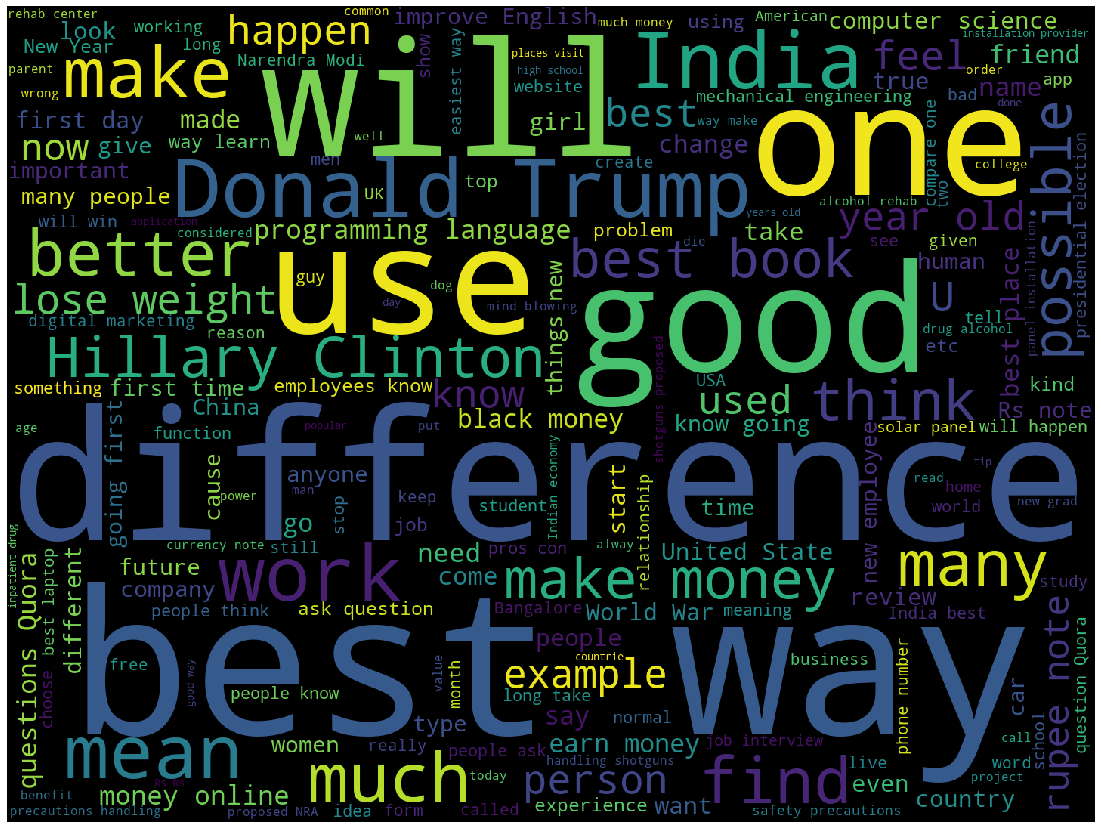 rehab center
working
common
improve English
much money
using
American
computer science
look
New Year
long
happen
will
show
places visit
easiest way
India
feel
installation provider
friend
parent
make
Narendra Modi
high school
website
true
order
app
wrong
mechanical engineering
bad
name
done
first day
made
best
way make
possible
now
give
way learn
well
girl
change
one
important
men
create
compare one
college
many people
Donald Trump
UK
top
two
alcohol rehab
years old
year old
presidential election
will win
application
considered
programming language
problem
take
see
given
better
use
guy
dog
die
best book
human
panel installation
lose weight
mind blowing
U
best place
digital marketing
day
things new
good
tell
reason
drug alcohol
Hillary Clinton
etc
something
first time
employees know
know
USA
used
think
kind
China
shotguns proposed
Rs note
age
function
popular
put
black money
know going
solar panel
will happen
going first
difference
cause
power
man
anyone
keep
student
Indian economy
start
relationship
time
new employee
read
home
tip
world
new grad
stop
job
go
inpatient drug
currency note
still
need
pros con
alway
United State
many
questions Quora
best laptop
different
future
work
come
make money
study
company
review
people think
ask question
Bangalore
World War
meaning
India best
rupee note
best way
people
choose
free
good way
people know
value
month
countrie
example
business
phone number
car
question Quora
long take
type
say
normal
school
call
mean
women
really
people ask
earn money
job interview
live
word
project
Rs Rs
much
handling shotguns
today
person
find
even
benefit
money online
experience
want
country
precautions handling
proposed NRA
idea
form
called
safety precautions